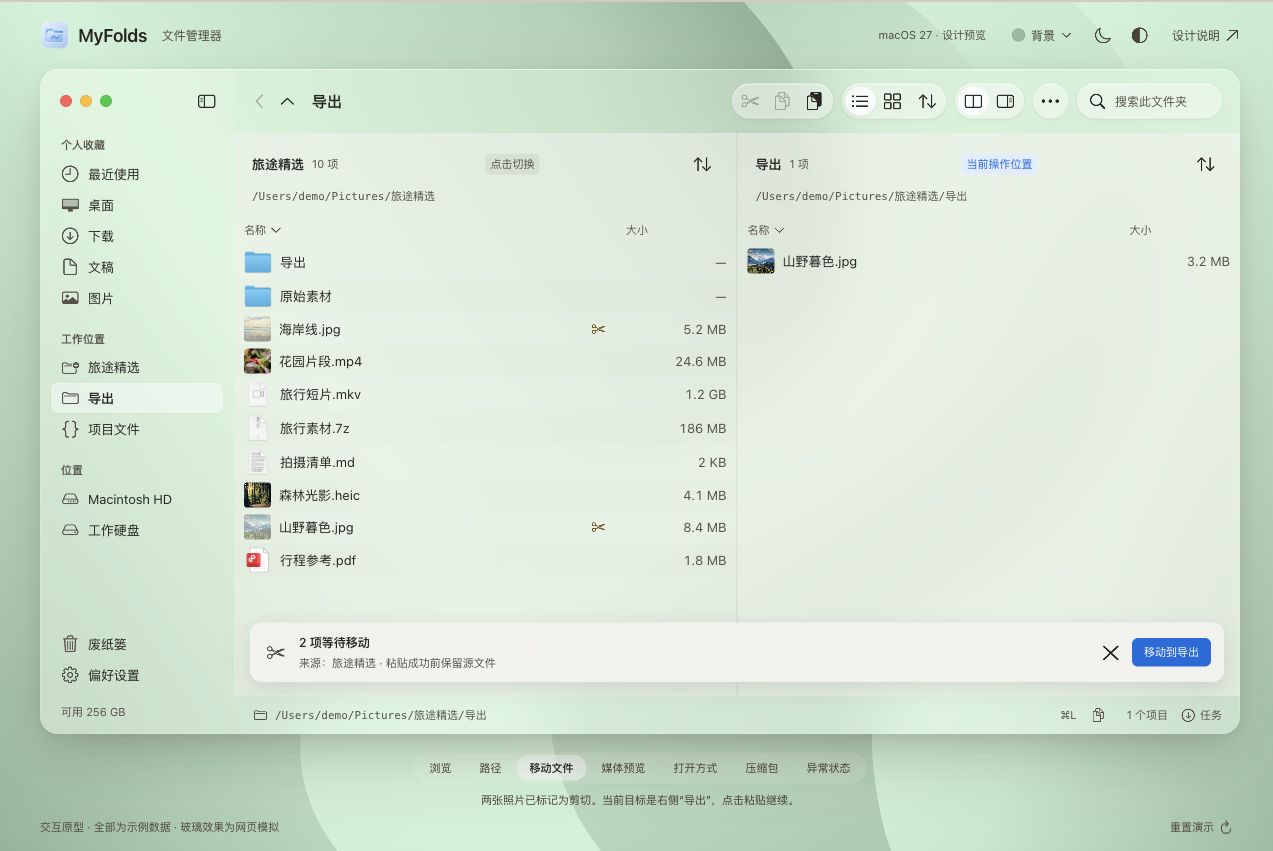 MyFolds 文件管理器
macOS 27 · 设计预览 背景 设计说明
导出 搜索此文件夹
个人收藏
最近使用
桌面
下载
文稿
图片
工作位置
旅途精选
导出
项目文件
位置
Macintosh HD
工作硬盘
废纸篓
偏好设置
可用 256 GB
旅途精选 10 项 点击切换
/Users/demo/Pictures/旅途精选
名称 大小
导出 —
原始素材 —
海岸线.jpg 5.2 MB
花园片段.mp4 24.6 MB
旅行短片.mkv 1.2 GB
旅行素材.7z 186 MB
拍摄清单.md 2 KB
森林光影.heic 4.1 MB
山野暮色.jpg 8.4 MB
行程参考.pdf 1.8 MB
导出 1 项 当前操作位置
/Users/demo/Pictures/旅途精选/导出
名称 大小
山野暮色.jpg 3.2 MB
2 项等待移动
来源：旅途精选 · 粘贴成功前保留源文件
移动到导出
/Users/demo/Pictures/旅途精选/导出 ⌘L 1 个项目 任务
浏览 路径 移动文件 媒体预览 打开方式 压缩包 异常状态
两张照片已标记为剪切。当前目标是右侧“导出”，点击粘贴继续。
交互原型 · 全部为示例数据 · 玻璃效果为网页模拟
重置演示